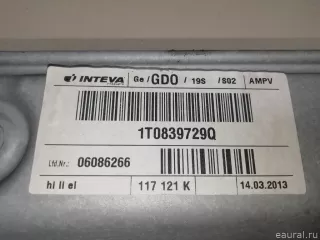 INTEVA Ge/GDO / 19S /S02 AMPV
1T0839729Q
Lfd.Nr.: 06086266
hi li ei 117 121 K 14.03.2013
© eaural.ru